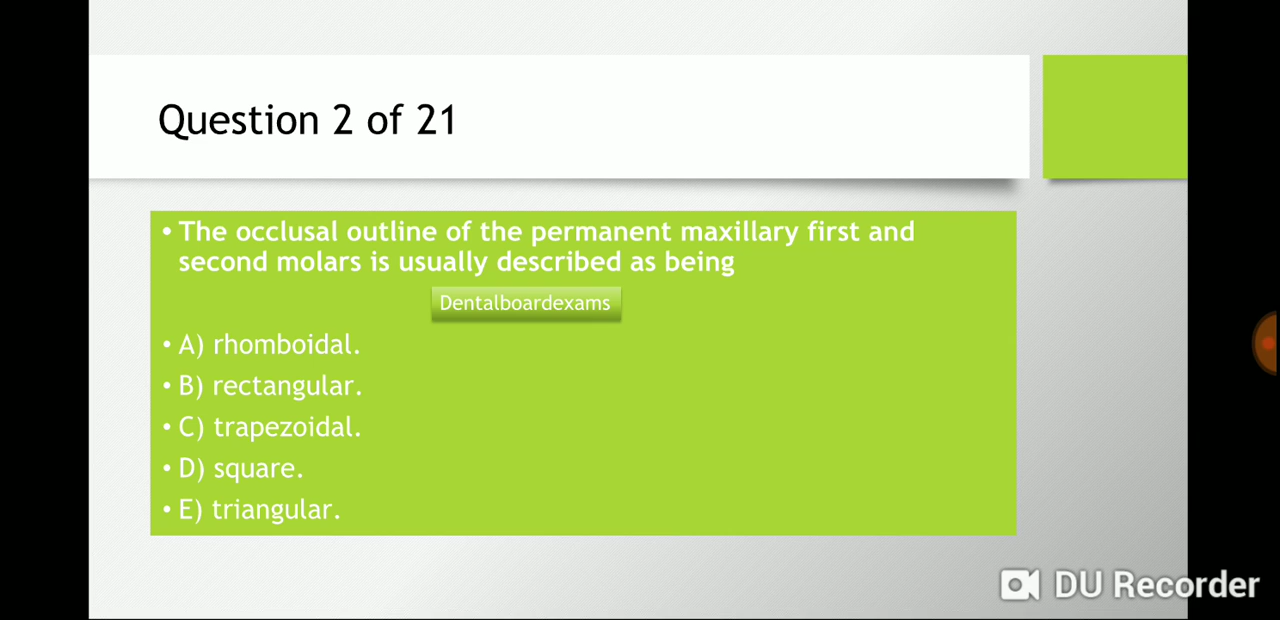 Question 2 of 21
• The occlusal outline of the permanent maxillary first and
second molars is usually described as being
Dentalboardexams
• A) rhomboidal.
• B) rectangular.
• C) trapezoidal.
• D) square.
• E) triangular.
DU Recorder